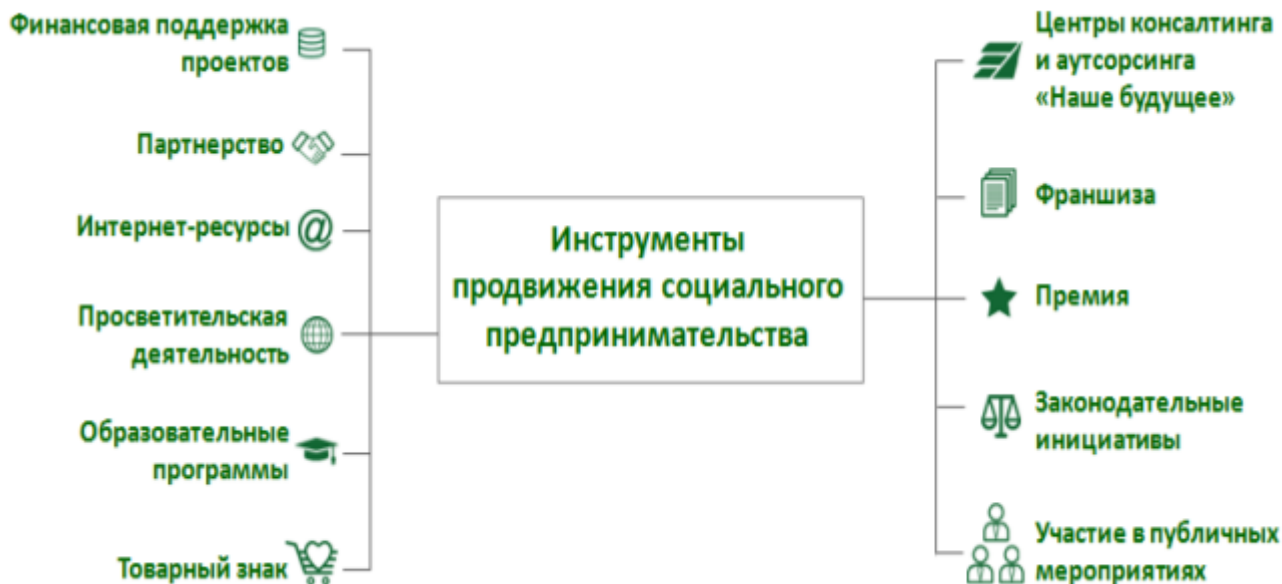 Финансовая поддержка
проектов
Партнерство
Интернет-ресурсы
Просветительская
деятельность
Образовательные
программы
Товарный знак
Инструменты
продвижения социального
предпринимательства
Центры консалтинга
и аутсорсинга
«Наше будущее»
Франшиза
Премия
Законодательные
инициативы
Участие в публичных
мероприятиях